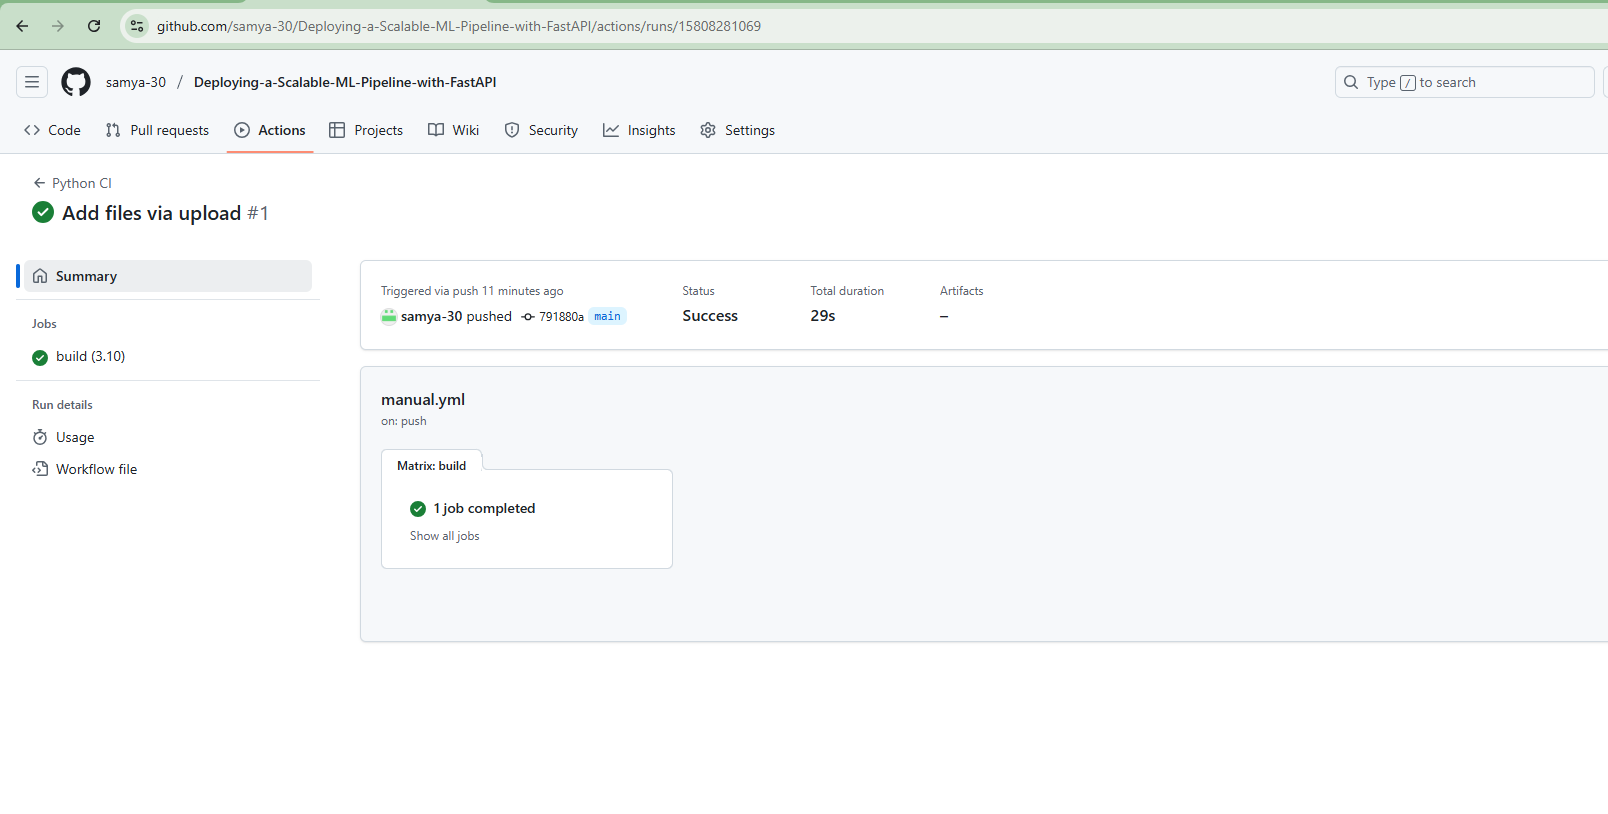 github.com/samya-30/Deploying-a-Scalable-ML-Pipeline-with-FastAPI/actions/runs/15808281069
samya-30 / Deploying-a-Scalable-ML-Pipeline-with-FastAPI
Type / to search
Code Pull requests Actions Projects Wiki Security Insights Settings
Python CI
Add files via upload #1
Summary
Jobs
build (3.10)
Run details
Usage
Workflow file
Triggered via push 11 minutes ago
samya-30 pushed 791880a main
Status
Success
Total duration
29s
Artifacts
–
manual.yml
on: push
Matrix: build
1 job completed
Show all jobs